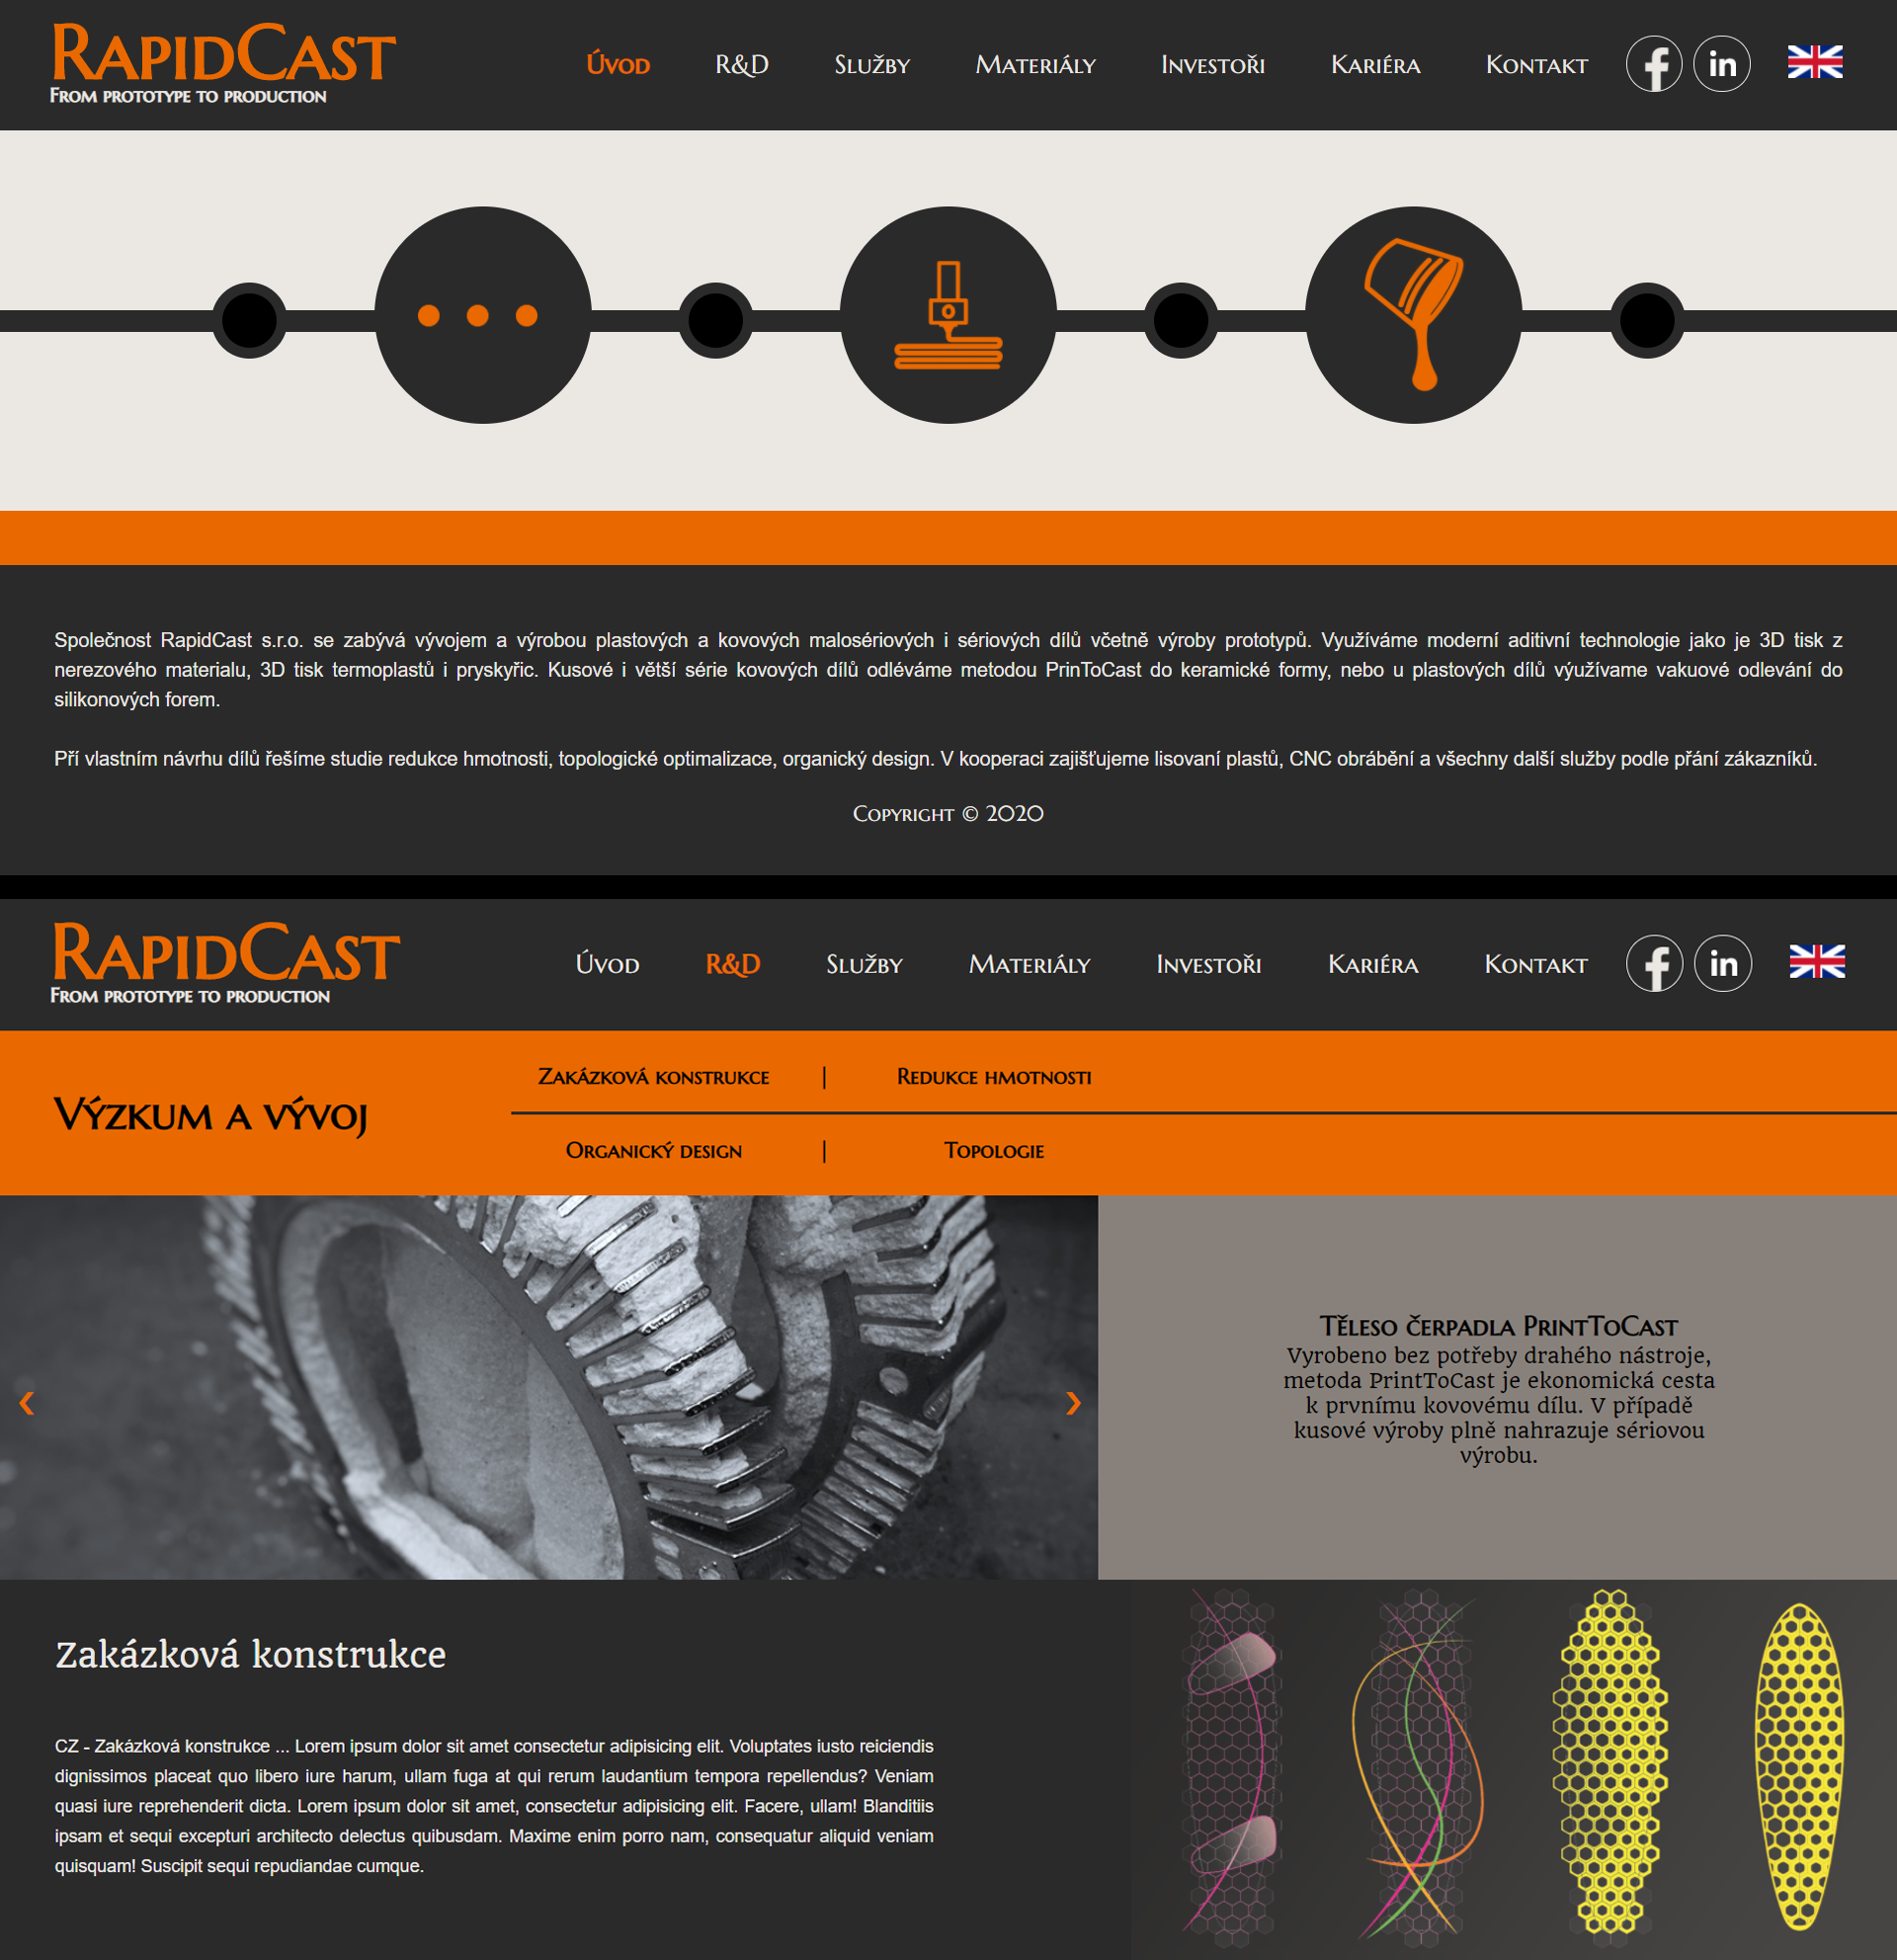 RapidCast
From prototype to production
Úvod R&D Služby Materiály Investoři Kariéra Kontakt f in
Společnost RapidCast s.r.o. se zabývá vývojem a výrobou plastových a kovových malosériových i sériových dílů včetně výroby prototypů. Využíváme moderní aditivní technologie jako je 3D tisk z
nerezového materialu, 3D tisk termoplastů i pryskyřic. Kusové i větší série kovových dílů odléváme metodou PrinToCast do keramické formy, nebo u plastových dílů výužívame vakuové odlevání do
silikonových forem.
Pří vlastním návrhu dílů řešíme studie redukce hmotnosti, topologické optimalizace, organický design. V kooperaci zajišťujeme lisovaní plastů, CNC obrábění a všechny další služby podle přání zákazníků.
Copyright © 2020
RapidCast
From prototype to production
Úvod R&D Služby Materiály Investoři Kariéra Kontakt f in
Výzkum a vývoj
Zakázková konstrukce | Redukce hmotnosti
Organický design | Topologie
Těleso čerpadla PrintToCast
Vyrobeno bez potřeby drahého nástroje,
metoda PrintToCast je ekonomická cesta
k prvnímu kovovému dílu. V případě
kusové výroby plně nahrazuje sériovou
výrobu.
Zakázková konstrukce
CZ - Zakázková konstrukce ... Lorem ipsum dolor sit amet consectetur adipisicing elit. Voluptates iusto reiciendis
dignissimos placeat quo libero iure harum, ullam fuga at qui rerum laudantium tempora repellendus? Veniam
quasi iure reprehenderit dicta. Lorem ipsum dolor sit amet, consectetur adipisicing elit. Facere, ullam! Blanditiis
ipsam et sequi excepturi architecto delectus quibusdam. Maxime enim porro nam, consequatur aliquid veniam
quisquam! Suscipit sequi repudiandae cumque.